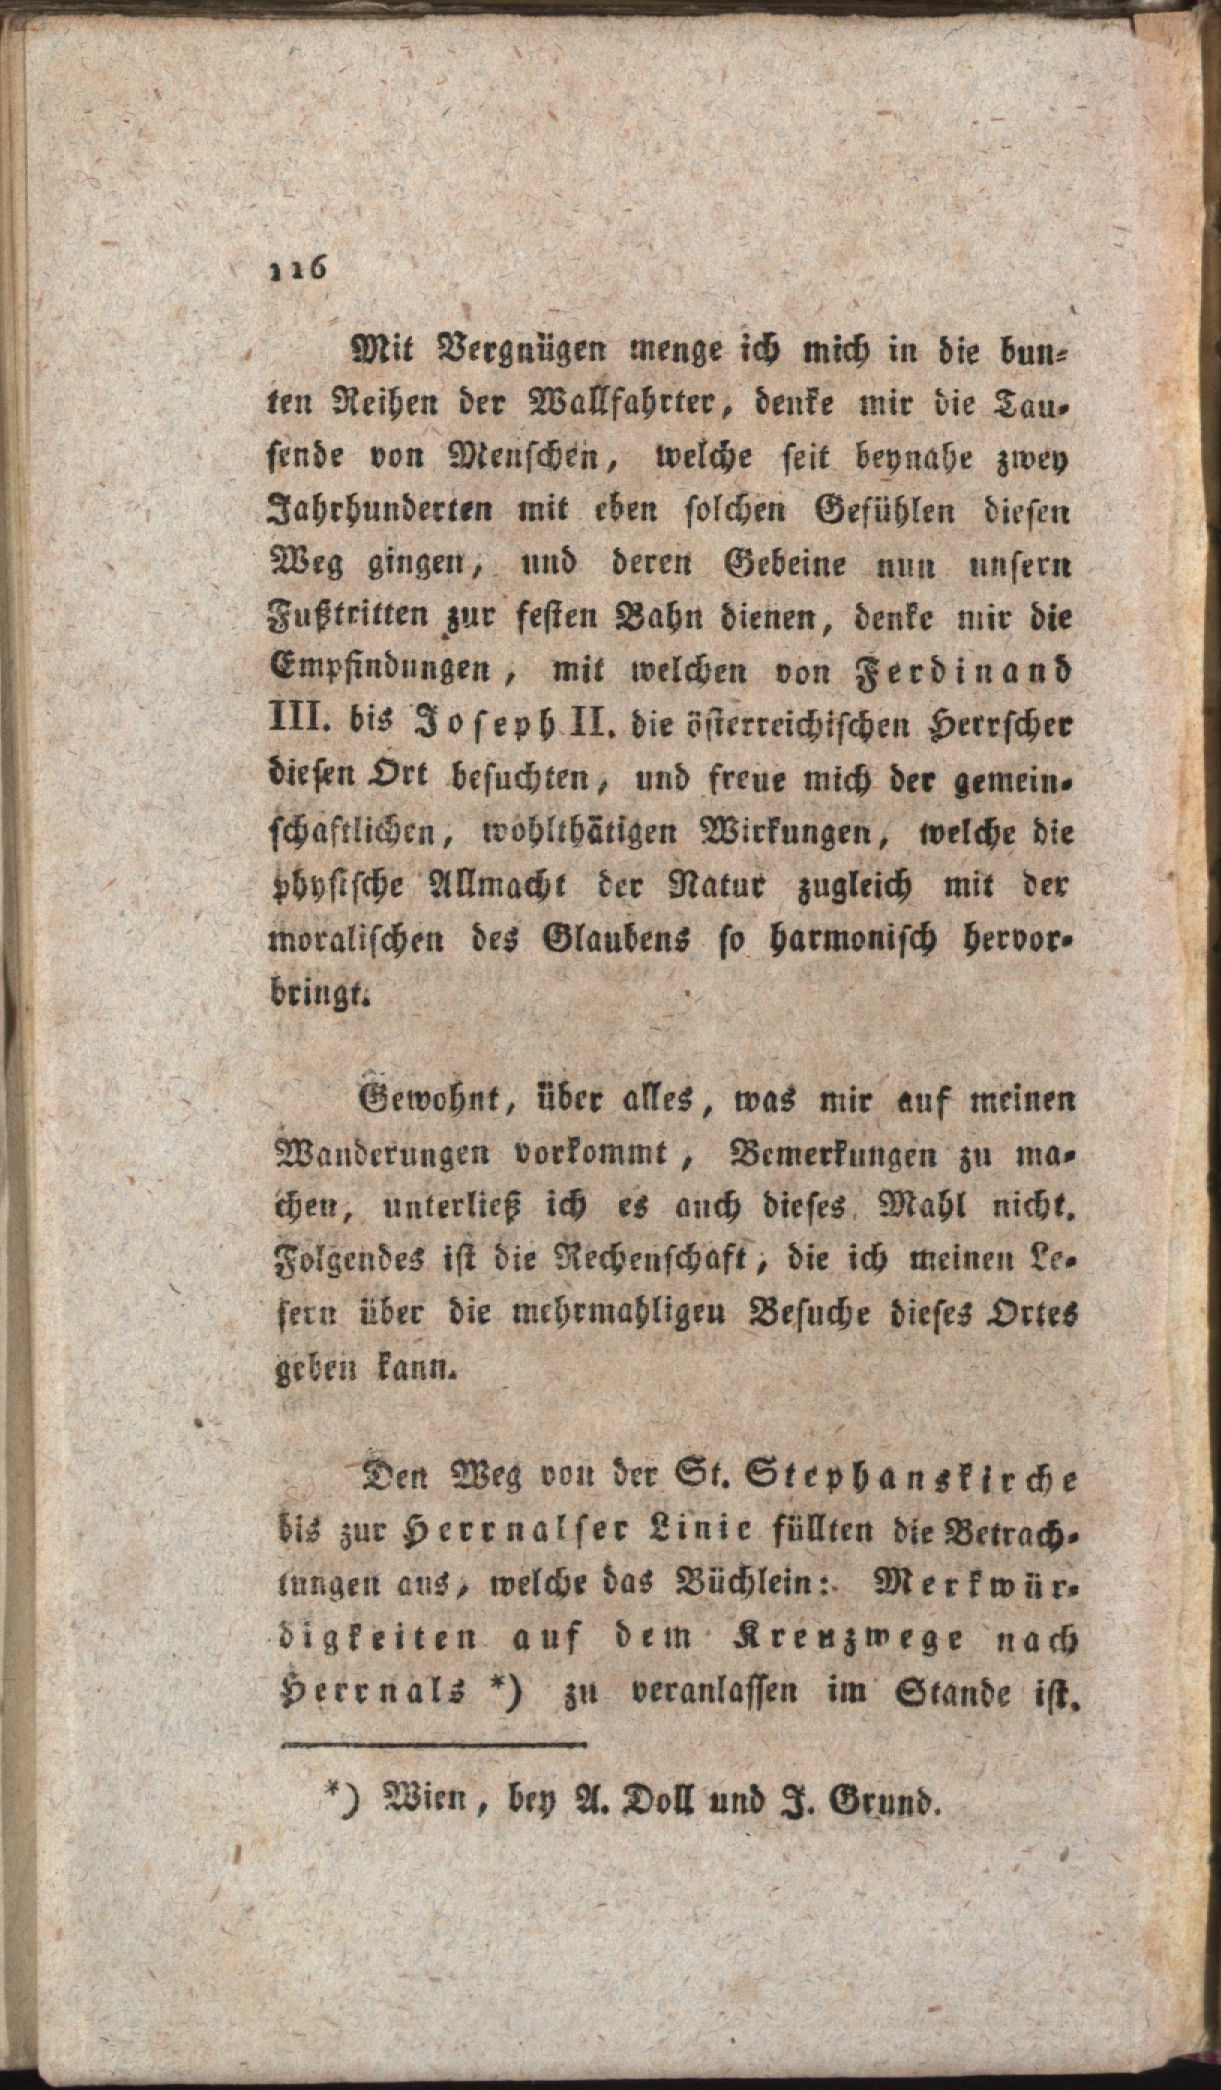 116
Mit Vergnügen menge ich mich in die bun-
ten Reihen der Wallfahrter, denke mir die Tau-
sende von Menschen, welche seit beynahe zwey
Jahrhunderten mit eben solchen Gefühlen diesen
Weg gingen, und deren Gebeine nun unsern
Fußtritten zur festen Bahn dienen, denke mir die
Empfindungen, mit welchen von Ferdinand
III. bis Joseph II. die österreichischen Herrscher
diesen Ort besuchten, und freue mich der gemein-
schaftlichen, wohlthätigen Wirkungen, welche die
physische Allmacht der Natur zugleich mit der
moralischen des Glaubens so harmonisch hervor-
bringt.
Gewohnt, über alles, was mir auf meinen
Wanderungen vorkommt, Bemerkungen zu ma-
chen, unterließ ich es auch dieses Mahl nicht.
Folgendes ist die Rechenschaft, die ich meinen Le-
sern über die mehrmahligen Besuche dieses Ortes
geben kann.
Den Weg von der St. Stephanskirche
bis zur Herrnalser Linie füllten die Betrach-
tungen aus, welche das Büchlein: Merkwür-
digkeiten auf dem Kreuzwege nach
Herrnals *) zu veranlassen im Stande ist.
*) Wien, bey A. Doll und J. Grund.